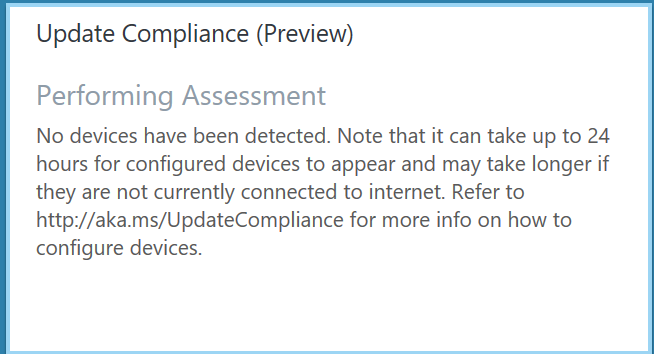 Update Compliance (Preview)
Performing Assessment
No devices have been detected. Note that it can take up to 24
hours for configured devices to appear and may take longer if
they are not currently connected to internet. Refer to
http://aka.ms/UpdateCompliance for more info on how to
configure devices.